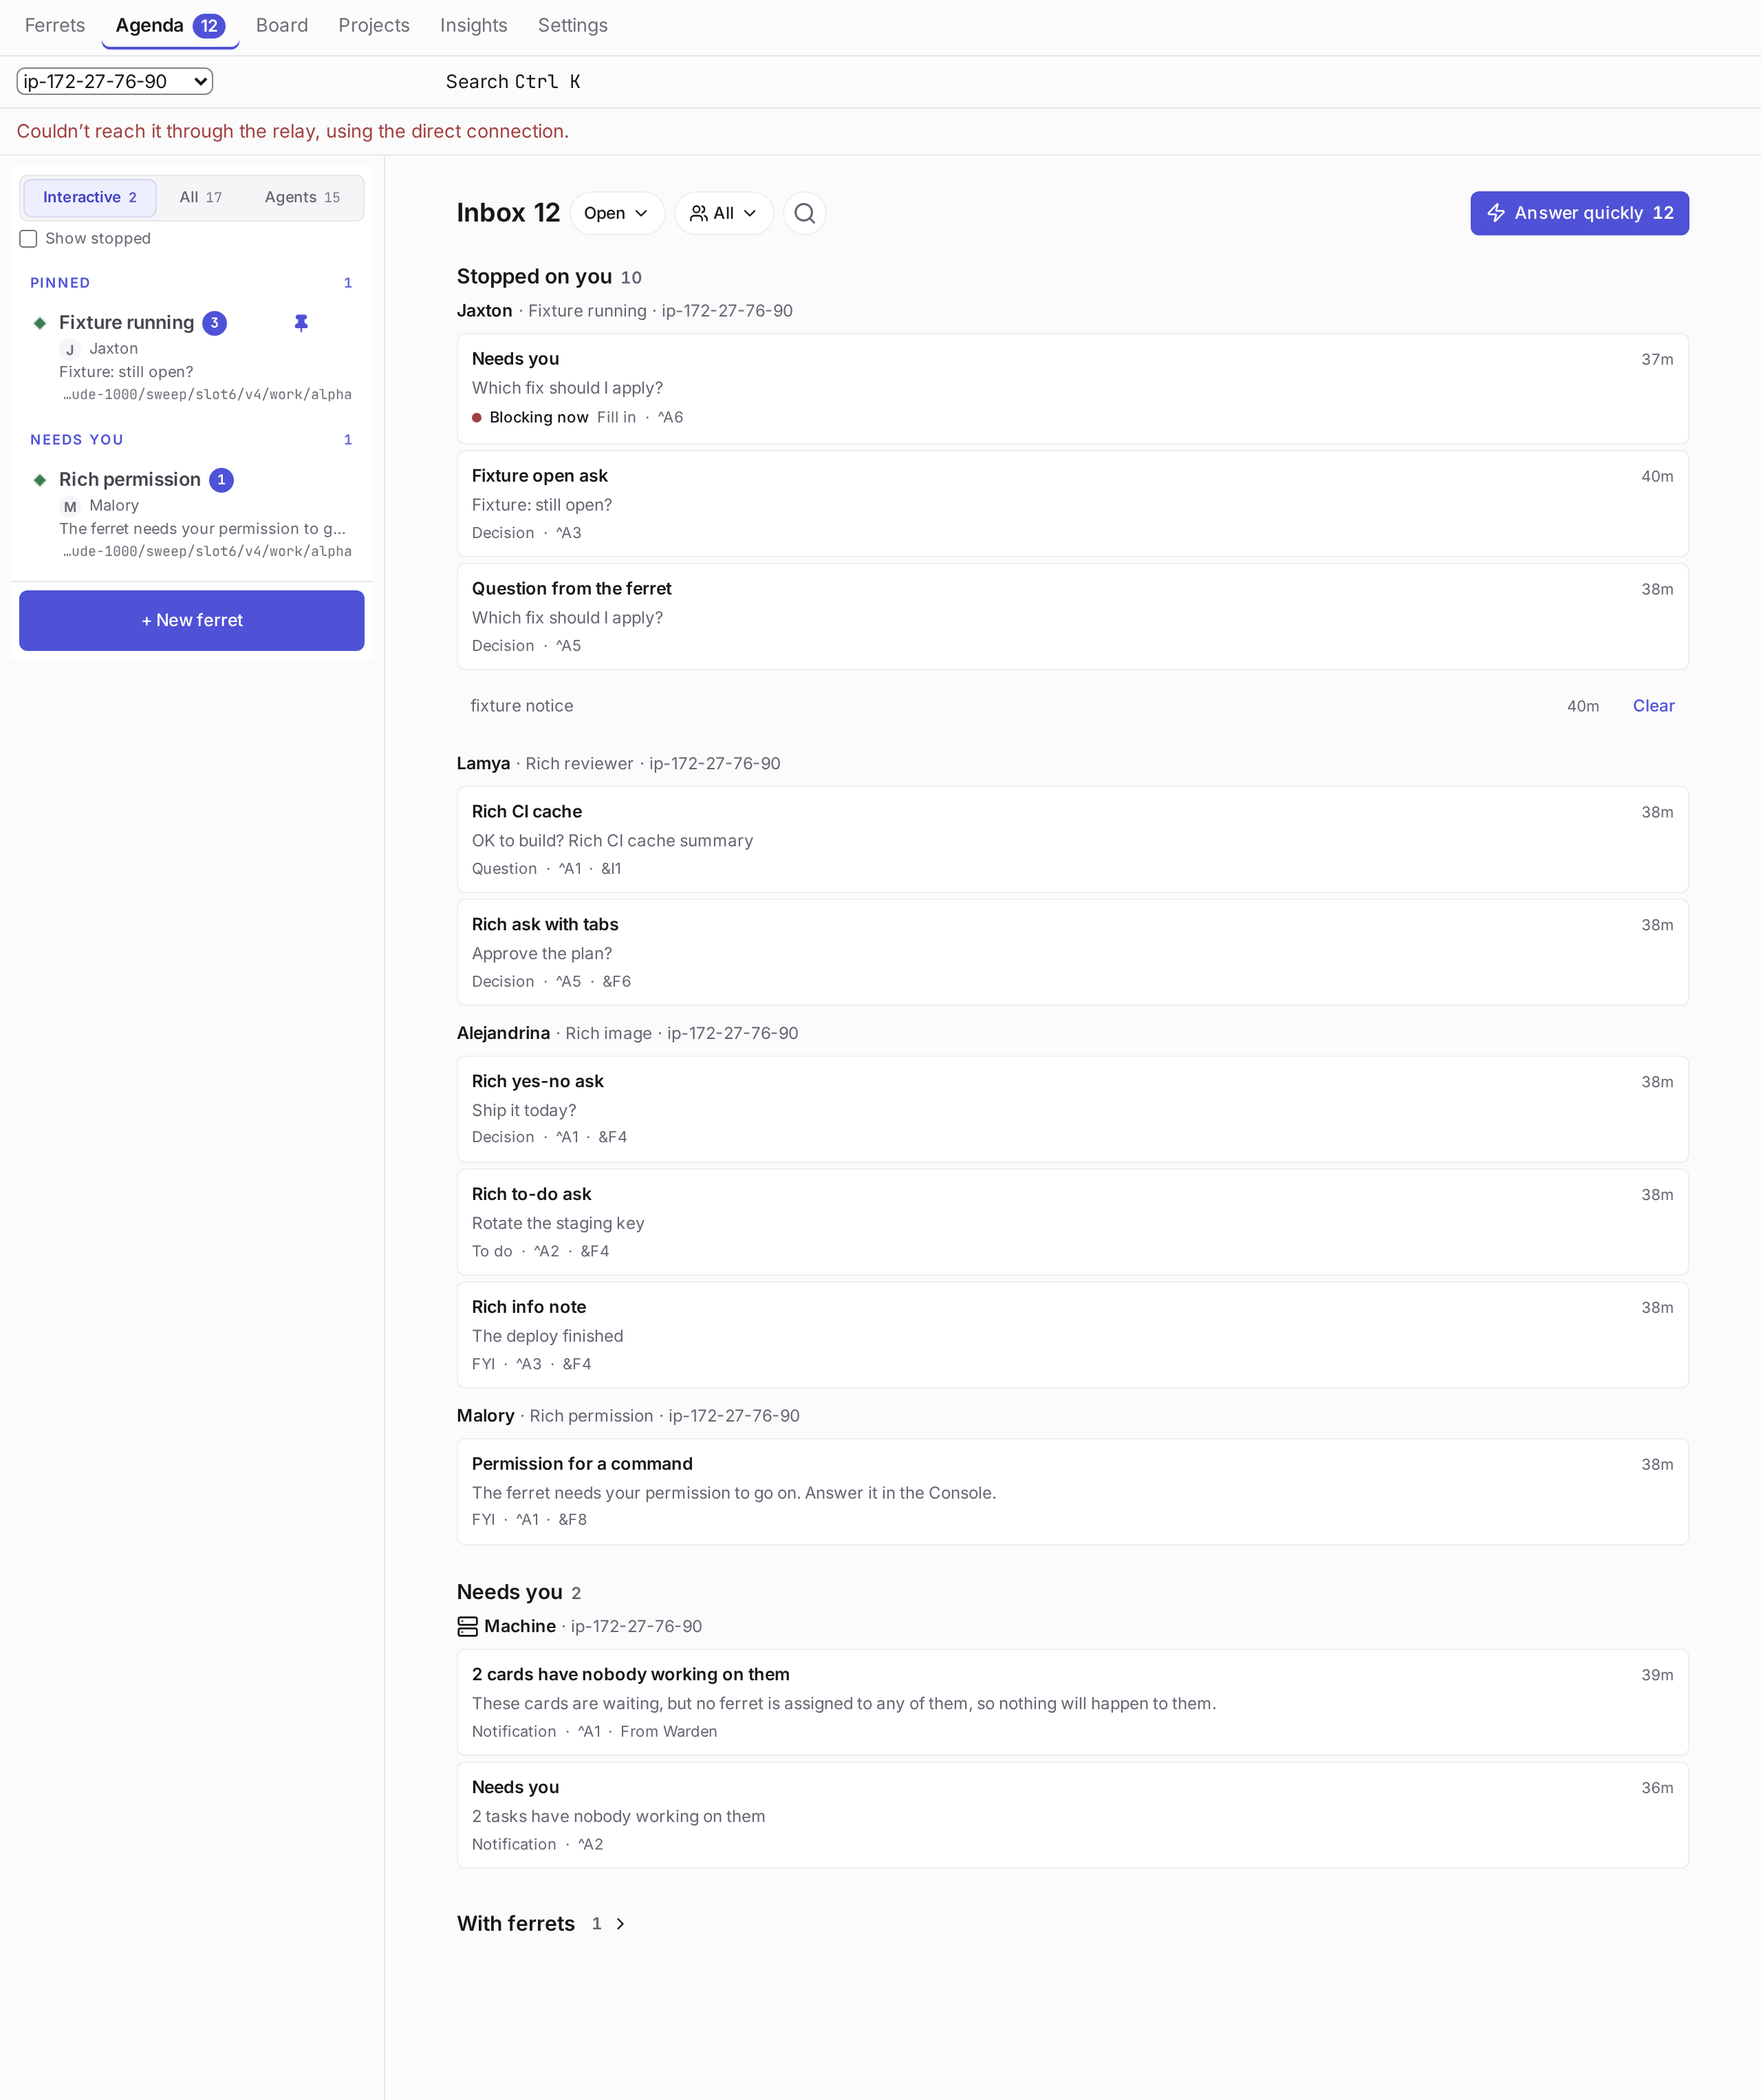 Ferrets Agenda 12 Board Projects Insights Settings
ip-172-27-76-90 Search Ctrl K
Couldn’t reach it through the relay, using the direct connection.
Interactive 2 All 17 Agents 15
Show stopped
PINNED 1
Fixture running 3
J Jaxton
Fixture: still open?
…ude-1000/sweep/slot6/v4/work/alpha
NEEDS YOU 1
Rich permission 1
M Malory
The ferret needs your permission to g…
…ude-1000/sweep/slot6/v4/work/alpha
+ New ferret
Inbox 12 Open All Answer quickly 12
Stopped on you 10
Jaxton · Fixture running · ip-172-27-76-90
Needs you 37m
Which fix should I apply?
Blocking now Fill in · ^A6
Fixture open ask 40m
Fixture: still open?
Decision · ^A3
Question from the ferret 38m
Which fix should I apply?
Decision · ^A5
fixture notice 40m Clear
Lamya · Rich reviewer · ip-172-27-76-90
Rich CI cache 38m
OK to build? Rich CI cache summary
Question · ^A1 · &I1
Rich ask with tabs 38m
Approve the plan?
Decision · ^A5 · &F6
Alejandrina · Rich image · ip-172-27-76-90
Rich yes-no ask 38m
Ship it today?
Decision · ^A1 · &F4
Rich to-do ask 38m
Rotate the staging key
To do · ^A2 · &F4
Rich info note 38m
The deploy finished
FYI · ^A3 · &F4
Malory · Rich permission · ip-172-27-76-90
Permission for a command 38m
The ferret needs your permission to go on. Answer it in the Console.
FYI · ^A1 · &F8
Needs you 2
Machine · ip-172-27-76-90
2 cards have nobody working on them 39m
These cards are waiting, but no ferret is assigned to any of them, so nothing will happen to them.
Notification · ^A1 · From Warden
Needs you 36m
2 tasks have nobody working on them
Notification · ^A2
With ferrets 1